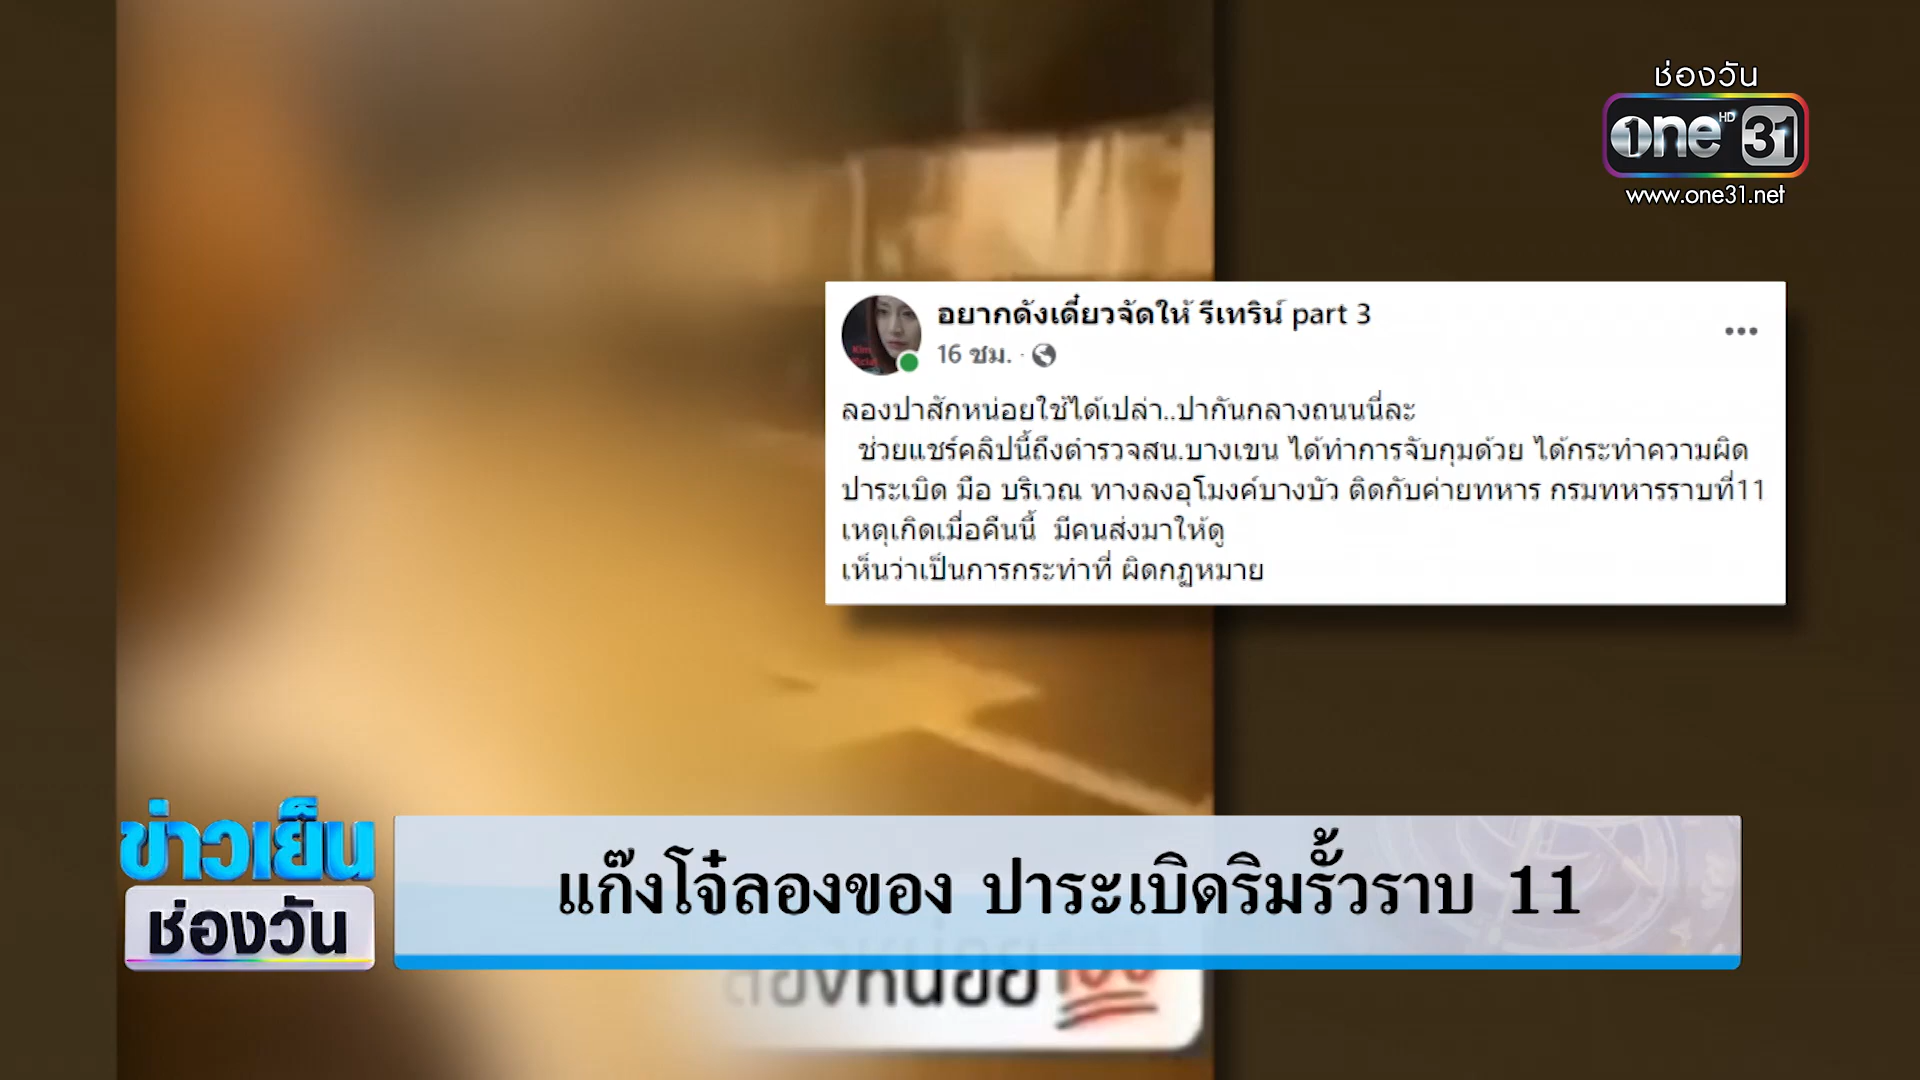 ช่องวัน
one HD 31
www.one31.net
อยากดังเดี๋ยวจัดให้ รีเทริน์ part 3
16 ชม. ·
ลองปาสักหน่อยใช้ได้เปล่า..ปากันกลางถนนนี่ละ
ช่วยแชร์คลิปนี้ถึงตำรวจสน.บางเขน ได้ทำการจับกุมด้วย ได้กระทำความผิด
ปาระเบิด มือ บริเวณ ทางลงอุโมงค์บางบัว ติดกับค่ายทหาร กรมทหารราบที่11
เหตุเกิดเมื่อคืนนี้ มีคนส่งมาให้ดู
เห็นว่าเป็นการกระทำที่ ผิดกฎหมาย
ข่าวเย็น
ช่องวัน
แก๊งโจ๋ลองของ ปาระเบิดริมรั้วราบ 11
ลองหน่อย